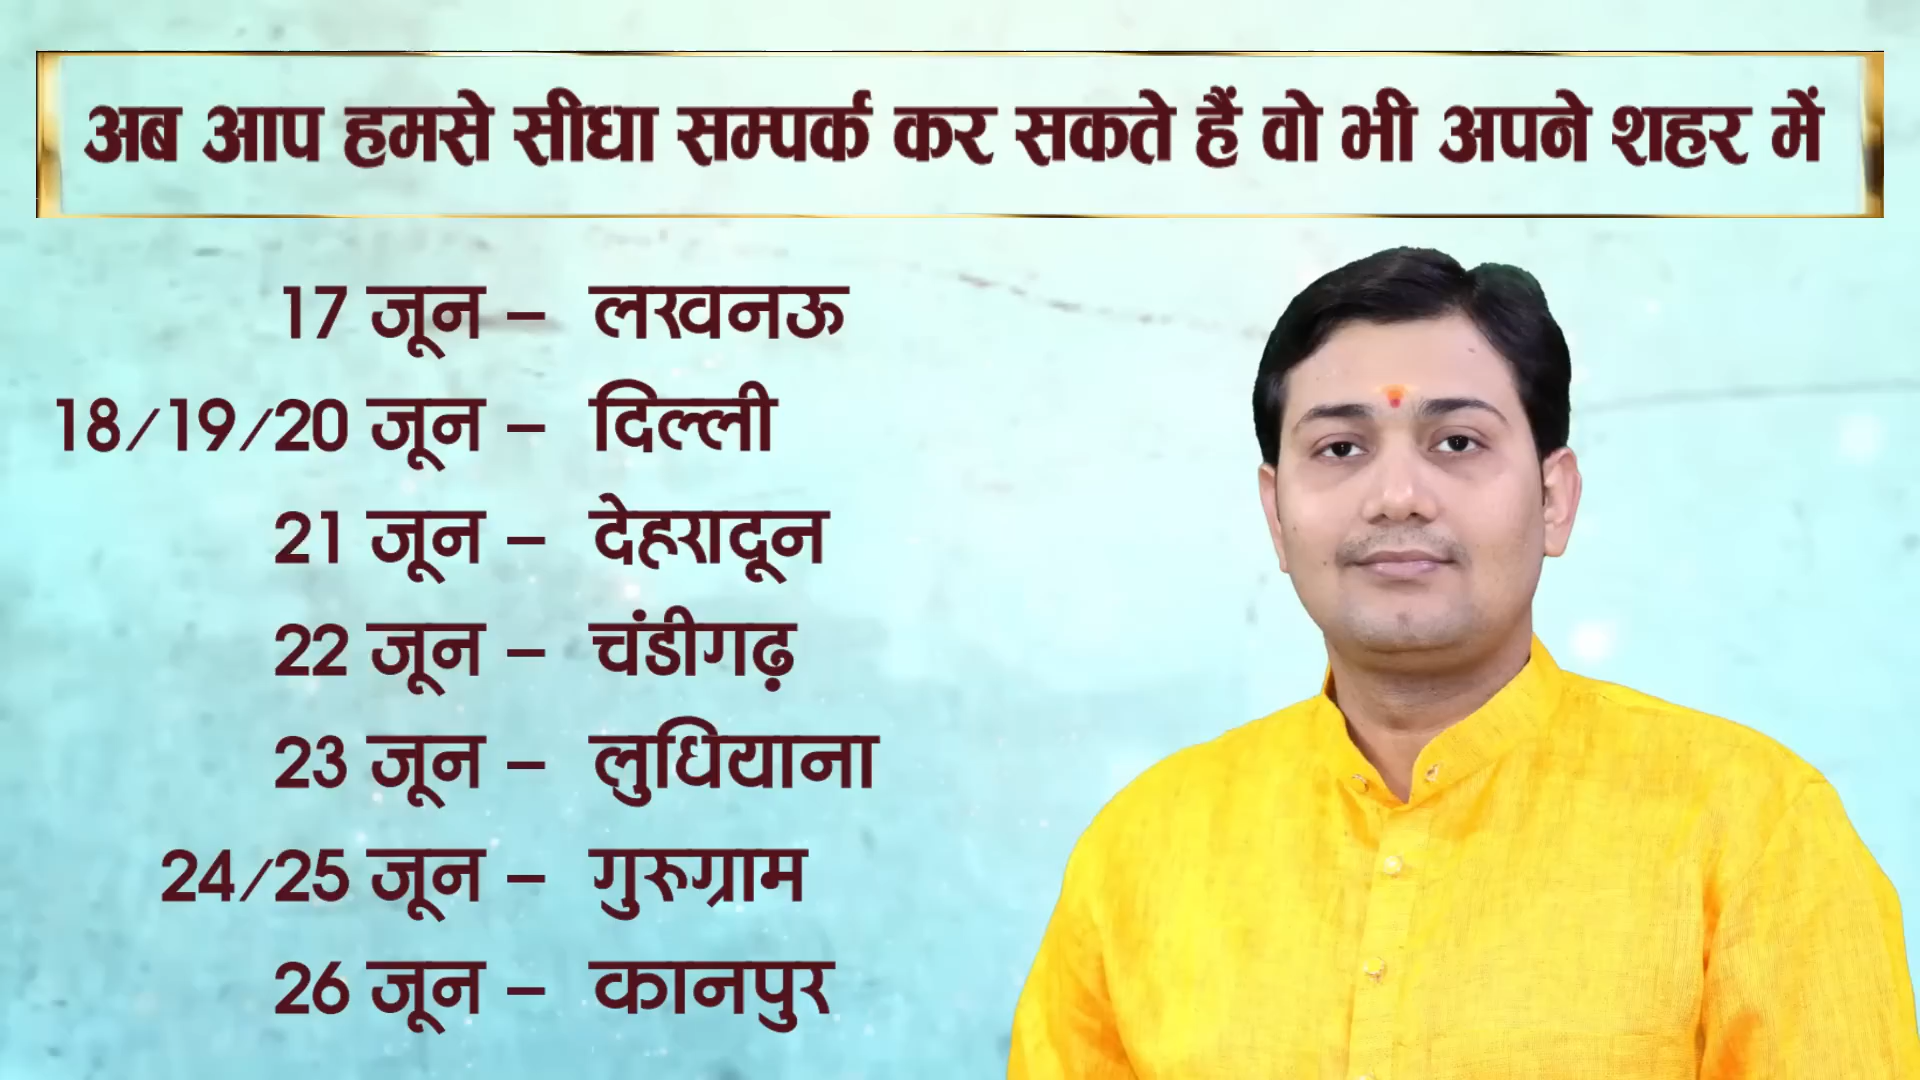 अब आप हमसे सीधा सम्पर्क कर सकते हैं वो भी अपने शहर में
17 जून – लखनऊ
18/19/20 जून – दिल्ली
21 जून – देहरादून
22 जून – चंडीगढ़
23 जून – लुधियाना
24/25 जून – गुरुग्राम
26 जून – कानपुर